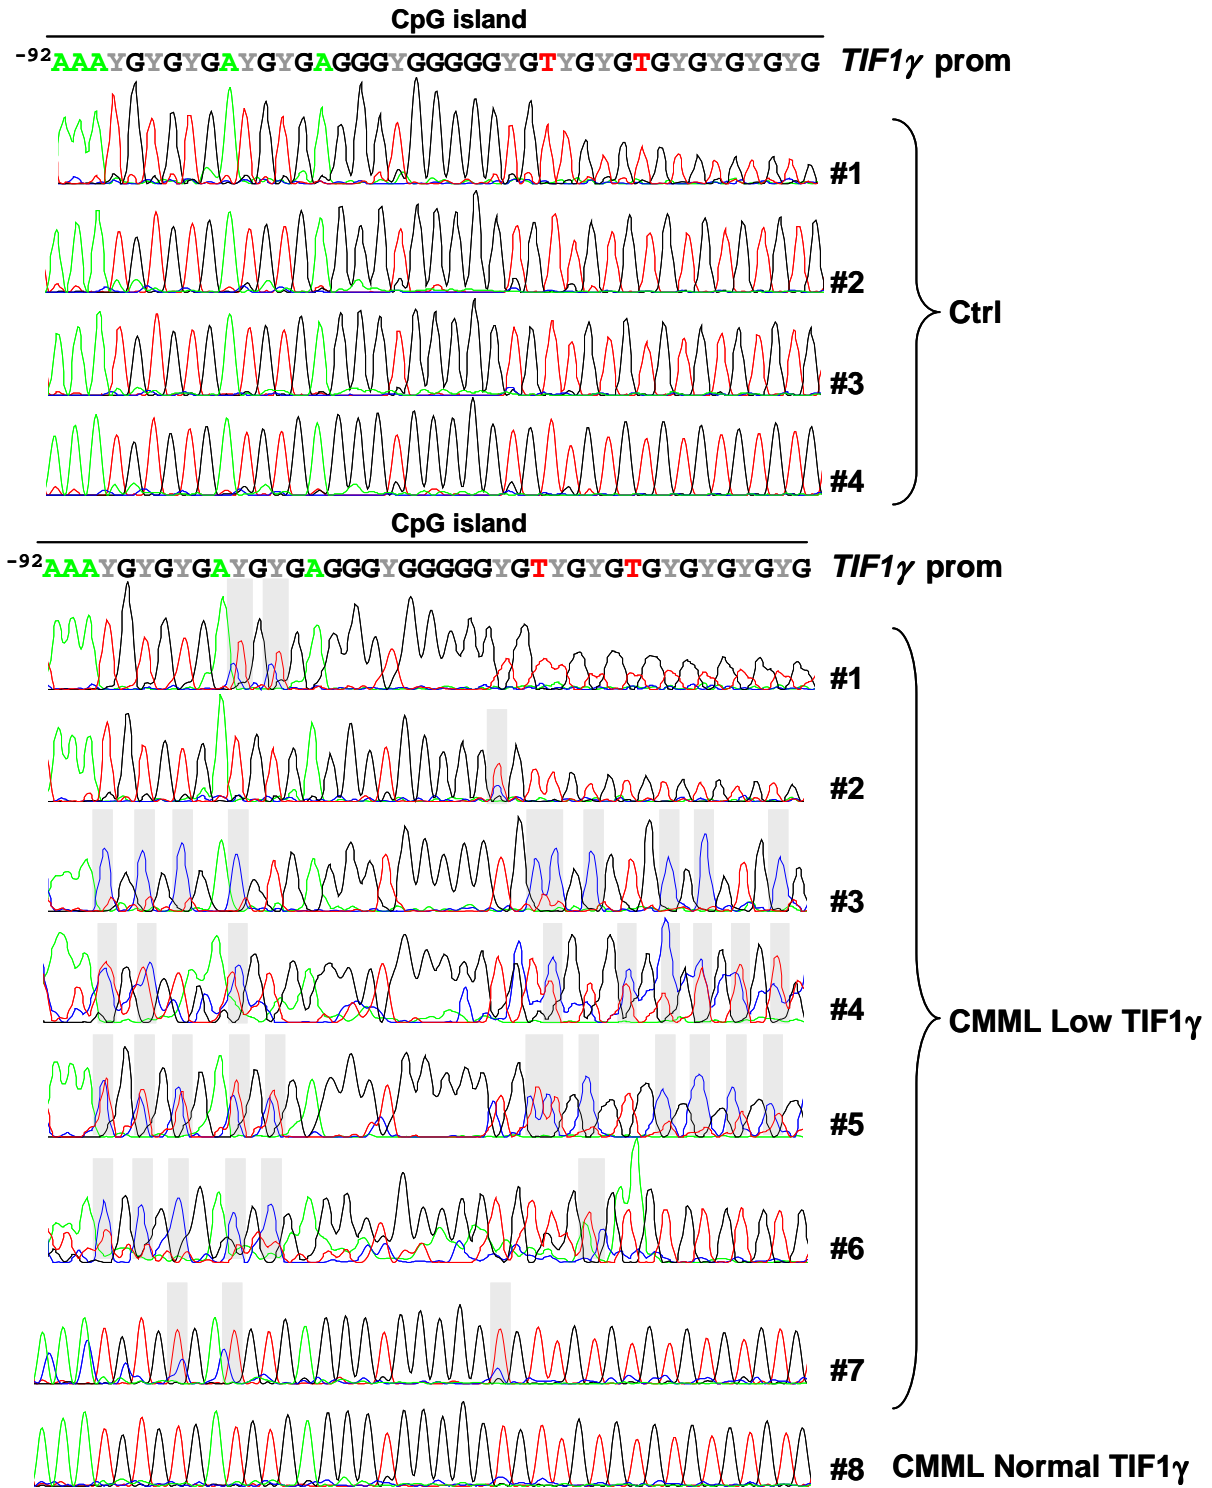 CpG island
-92AAAYGYGYGAYGYGAGGGYGGGGGYGTYGYGTGYGYGYGYG TIF1γ prom
#1
#2
Ctrl
#3
#4
CpG island
-92AAAYGYGYGAYGYGAGGGYGGGGGYGTYGYGTGYGYGYGYG TIF1γ prom
#1
#2
#3
#4 CMML Low TIF1γ
#5
#6
#7
#8 CMML Normal TIF1γ